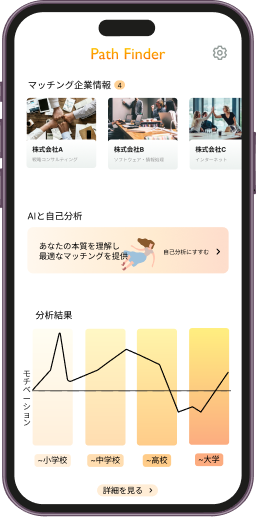 Path Finder
マッチング企業情報 4
株式会社A
株式会社B
株式会社C
戦略コンサルティング
ソフトウェア・情報処理
インターネット
AIと自己分析
あなたの本質を理解し
最適なマッチングを提供
自己分析にすすむ
分析結果
モチベーション
~小学校
~中学校
~高校
~大学
詳細を見る